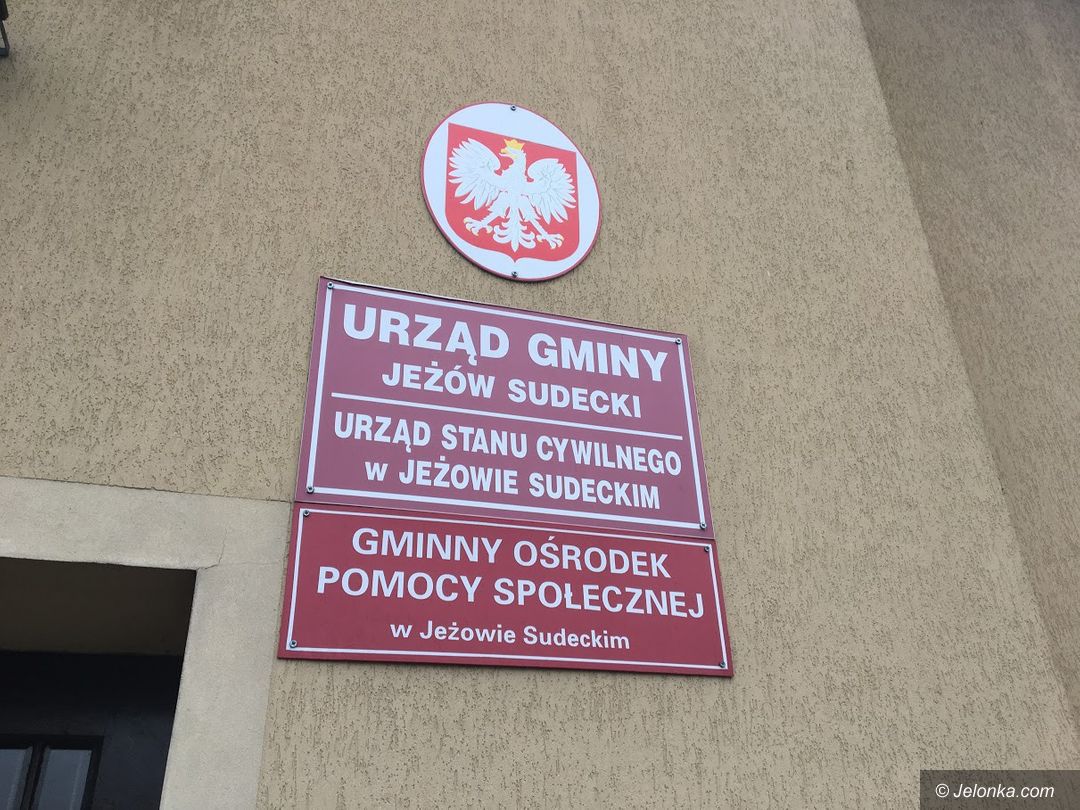 URZĄD GMINY
JEŻÓW SUDECKI
URZĄD STANU CYWILNEGO
w JEŻOWIE SUDECKIM
GMINNY OŚRODEK
POMOCY SPOŁECZNEJ
w Jeżowie Sudeckim
© Jelonka.com